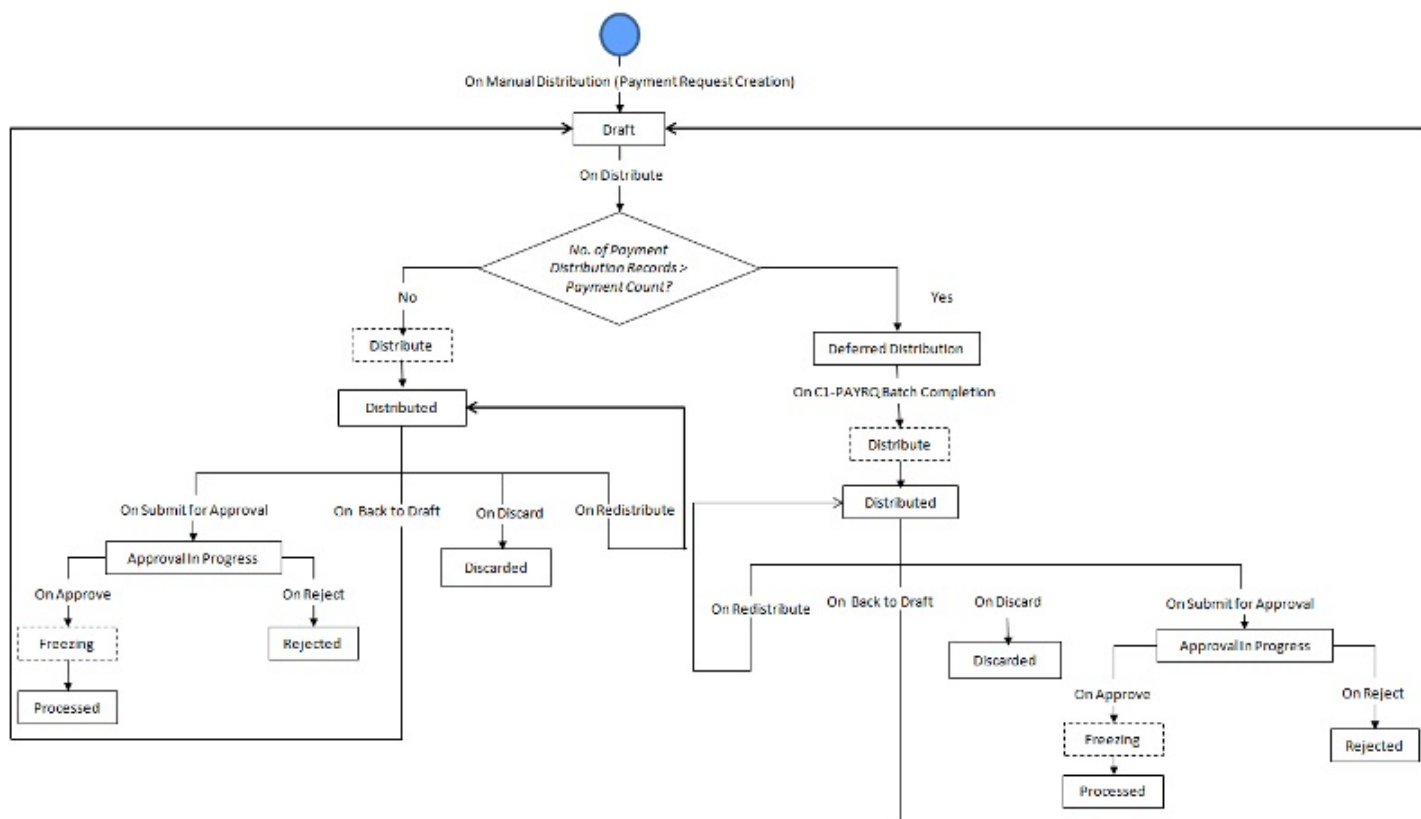 On Manual Distribution (Payment Request Creation)
Draft
On Distribute
No. of Payment
Distribution Records >
Payment Count?
No
Yes
Distribute
Deferred Distribution
On C1-PAYRQ Batch Completion
Distributed
Distribute
Distributed
On Submit for Approval
On Back to Draft
On Discard
On Redistribute
Approval In Progress
Discarded
On Approve
On Reject
Freezing
Rejected
Processed
On Redistribute
On Back to Draft
On Discard
On Submit for Approval
Discarded
Approval In Progress
On Approve
On Reject
Freezing
Rejected
Processed